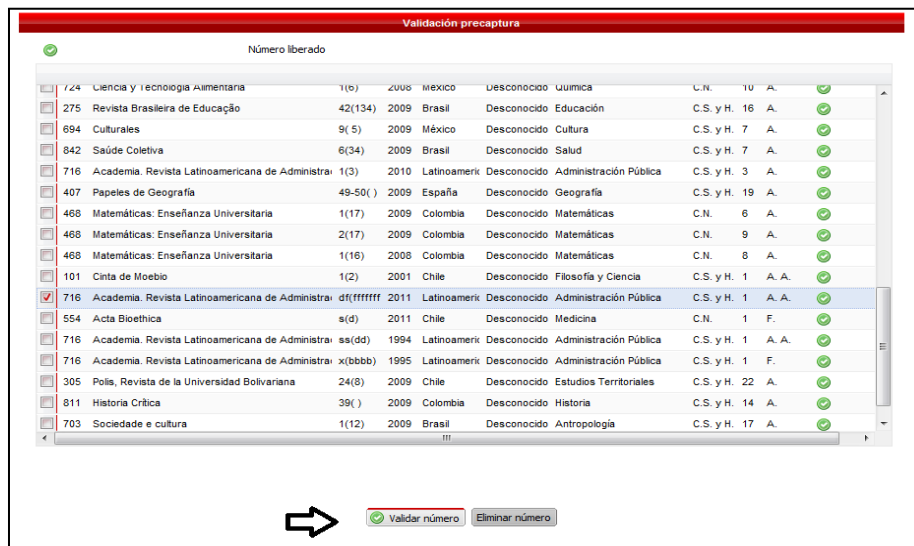 Validación precaptura
Número liberado
724 Ciencia y Tecnología Alimentaria 1(6) 2008 México Desconocido Química C.N. 10 A.
275 Revista Brasileira de Educação 42(134) 2009 Brasil Desconocido Educación C.S. y H. 16 A.
694 Culturales 9( 5) 2009 México Desconocido Cultura C.S. y H. 7 A.
842 Saúde Coletiva 6(34) 2009 Brasil Desconocido Salud C.S. y H. 7 A.
716 Academia. Revista Latinoamericana de Administra 1(3) 2010 Latinoameric Desconocido Administración Pública C.S. y H. 3 A.
407 Papeles de Geografía 49-50( ) 2009 España Desconocido Geografía C.S. y H. 19 A.
468 Matemáticas: Enseñanza Universitaria 1(17) 2009 Colombia Desconocido Matemáticas C.N. 6 A.
468 Matemáticas: Enseñanza Universitaria 2(17) 2009 Colombia Desconocido Matemáticas C.N. 9 A.
468 Matemáticas: Enseñanza Universitaria 1(16) 2008 Colombia Desconocido Matemáticas C.N. 8 A.
101 Cinta de Moebio 1(2) 2001 Chile Desconocido Filosofía y Ciencia C.S. y H. 1 A. A.
716 Academia. Revista Latinoamericana de Administra df(fffffff 2011 Latinoameric Desconocido Administración Pública C.S. y H. 1 A. A.
554 Acta Bioethica s(d) 2011 Chile Desconocido Medicina C.N. 1 F.
716 Academia. Revista Latinoamericana de Administra ss(dd) 1994 Latinoameric Desconocido Administración Pública C.S. y H. 1 A. A.
716 Academia. Revista Latinoamericana de Administra x(bbbb) 1995 Latinoameric Desconocido Administración Pública C.S. y H. 1 F.
305 Polis, Revista de la Universidad Bolivariana 24(8) 2009 Chile Desconocido Estudios Territoriales C.S. y H. 22 A.
811 Historia Crítica 39( ) 2009 Colombia Desconocido Historia C.S. y H. 14 A.
703 Sociedade e cultura 1(12) 2009 Brasil Desconocido Antropología C.S. y H. 17 A.
Validar número Eliminar número